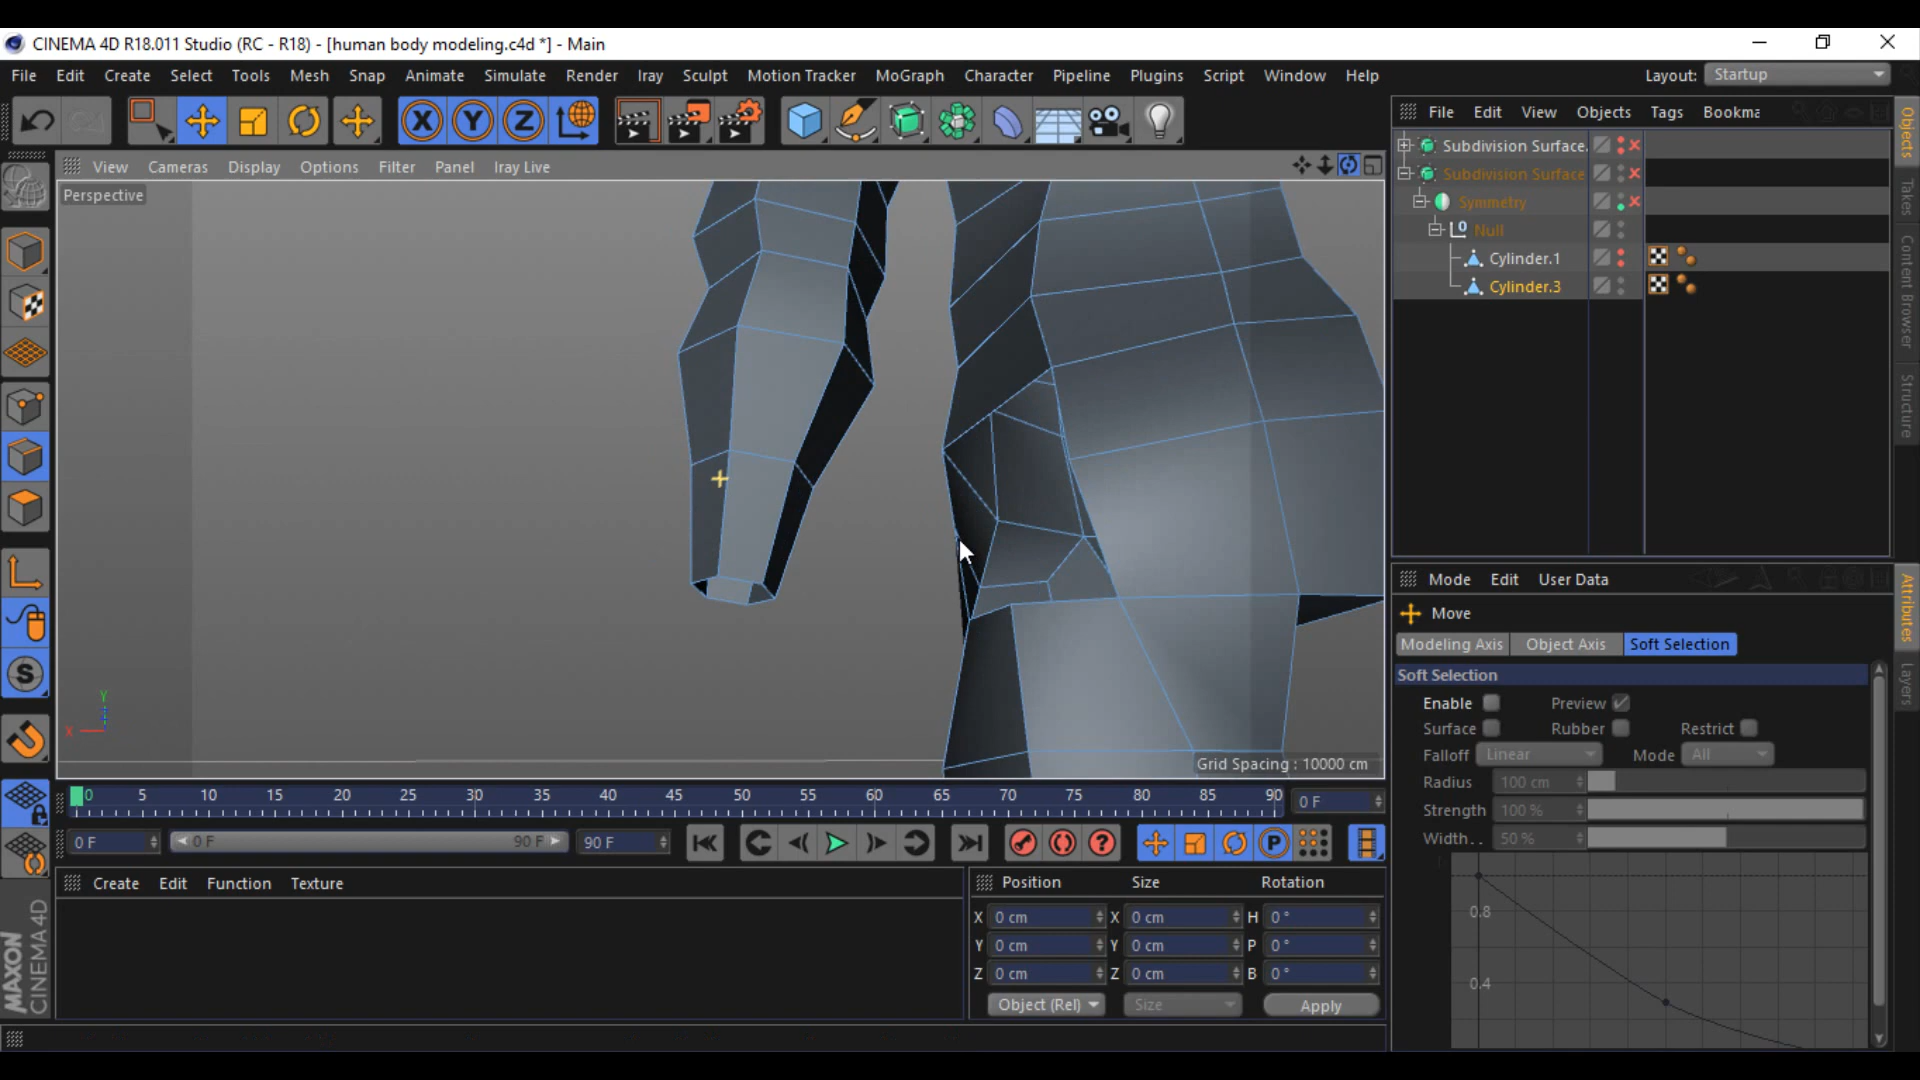 CINEMA 4D R18.011 Studio (RC - R18) - [human body modeling.c4d *] - Main
File Edit Create Select Tools Mesh Snap Animate Simulate Render Iray Sculpt Motion Tracker MoGraph Character Pipeline Plugins Script Window Help Layout: Startup
X Y Z
File Edit View Objects Tags Bookma
Objects
Takes
Content Browser
Structure
View Cameras Display Options Filter Panel Iray Live
Perspective
Subdivision Surface.
Subdivision Surface
Symmetry
Null
Cylinder.1
Cylinder.3
Y
X
Grid Spacing : 10000 cm
Mode Edit User Data
Attributes
Layers
Move
Modeling Axis Object Axis Soft Selection
Soft Selection
Enable Preview
Surface Rubber Restrict
Falloff Linear Mode All
Radius 100 cm
Strength 100 %
Width.. 50 %
0.8
0.4
0 5 10 15 20 25 30 35 40 45 50 55 60 65 70 75 80 85 90 0 F
0 F 0 F 90 F 90 F
P
Create Edit Function Texture
Position Size Rotation
X 0 cm X 0 cm H 0 °
Y 0 cm Y 0 cm P 0 °
Z 0 cm Z 0 cm B 0 °
Object (Rel) Size Apply
MAXON
CINEMA 4D